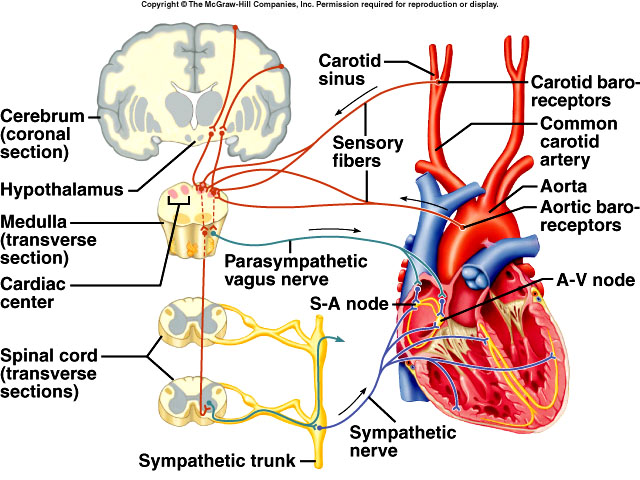 Copyright © The McGraw-Hill Companies, Inc. Permission required for reproduction or display.
Carotid
sinus
Carotid baro-
receptors
Cerebrum
(coronal
section)
Sensory
fibers
Common
carotid
artery
Hypothalamus
Aorta
Medulla
(transverse
section)
Aortic baro-
receptors
Cardiac
center
Parasympathetic
vagus nerve
A-V node
S-A node
Spinal cord
(transverse
sections)
Sympathetic
nerve
Sympathetic trunk